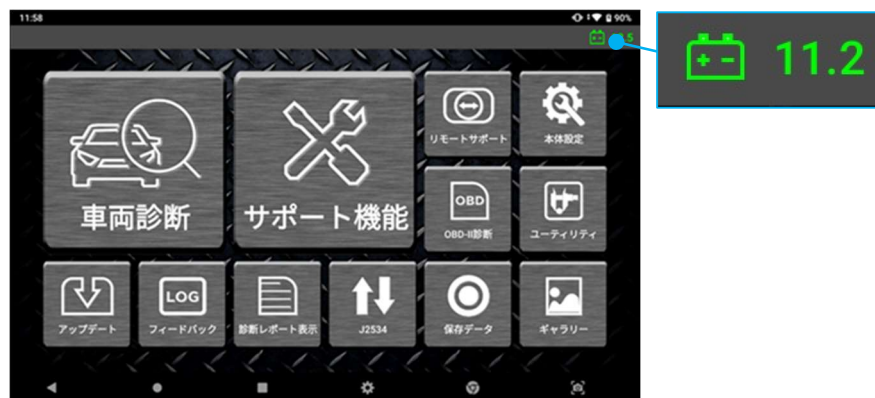 11:58
90%
11.2
車両診断
サポート機能
リモートサポート
本体設定
OBD
OBD-II診断
ユーティリティ
アップデート
LOG
フィードバック
診断レポート表示
J2534
保存データ
ギャラリー